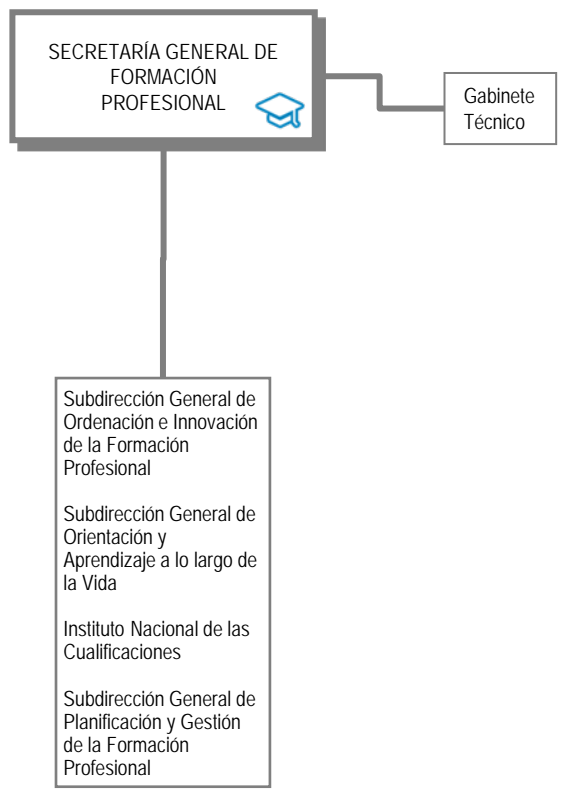 SECRETARÍA GENERAL DE
FORMACIÓN
PROFESIONAL
Gabinete
Técnico
Subdirección General de
Ordenación e Innovación
de la Formación
Profesional
Subdirección General de
Orientación y
Aprendizaje a lo largo de
la Vida
Instituto Nacional de las
Cualificaciones
Subdirección General de
Planificación y Gestión
de la Formación
Profesional